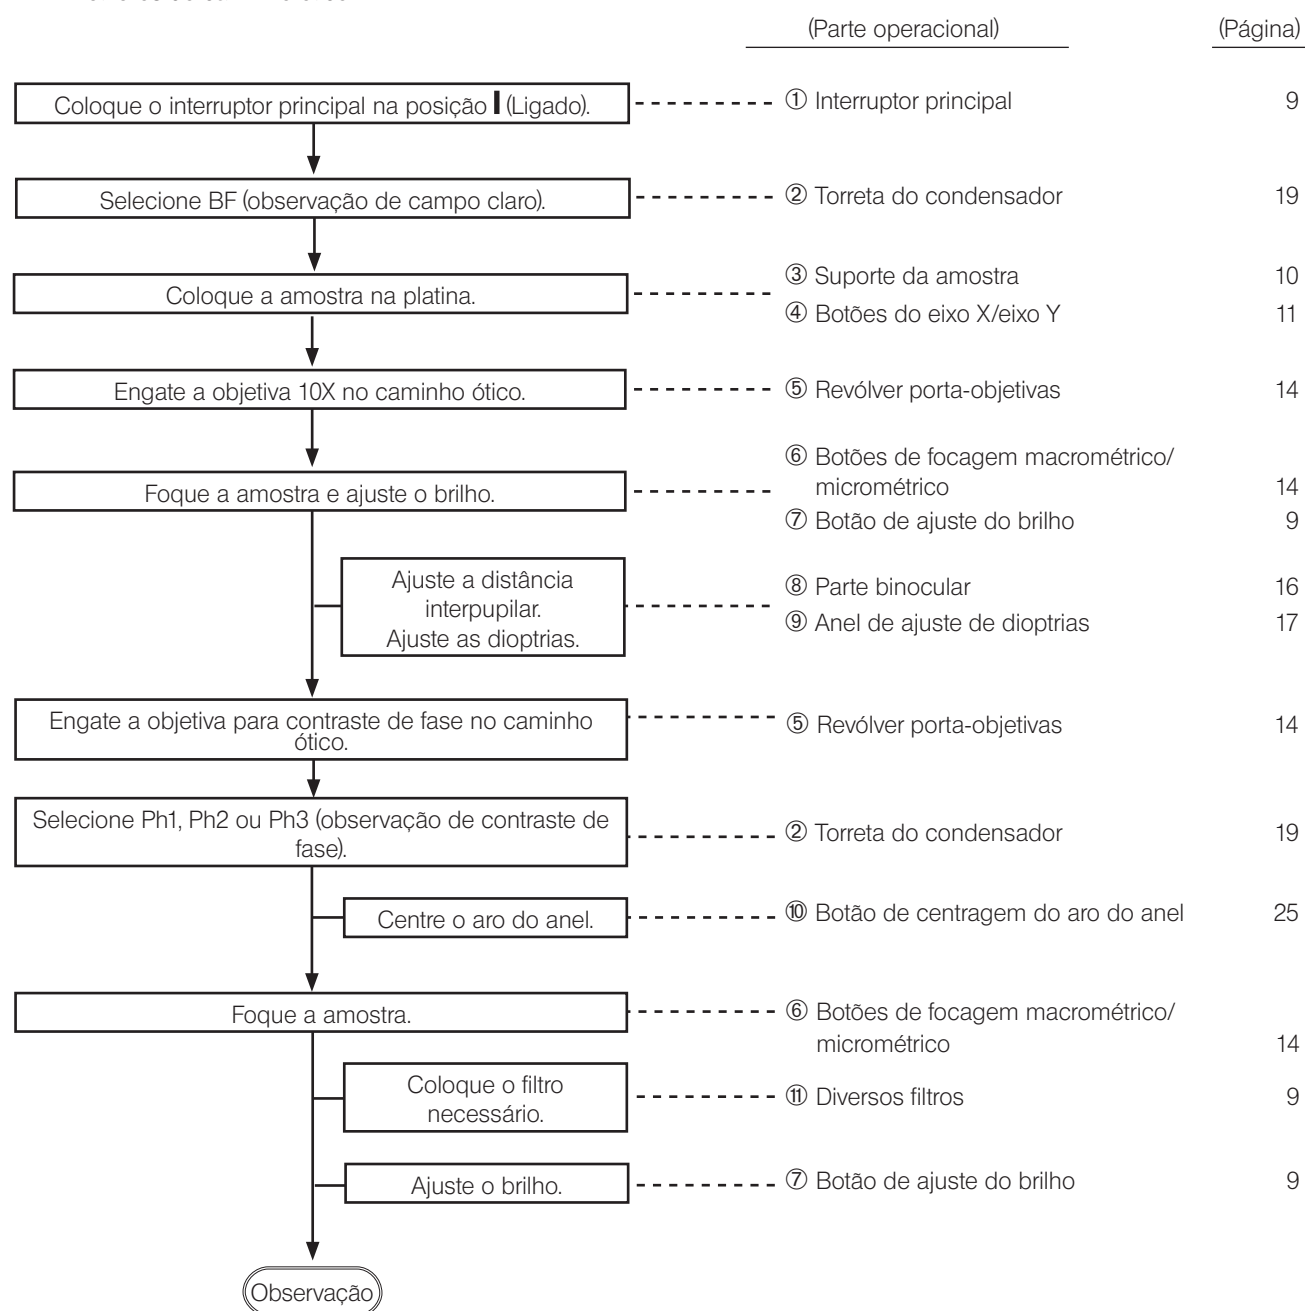 (Parte operacional) (Página)
Coloque o interruptor principal na posição I (Ligado). ① Interruptor principal 9
Selecione BF (observação de campo claro). ② Torreta do condensador 19
③ Suporte da amostra 10
Coloque a amostra na platina.
④ Botões do eixo X/eixo Y 11
Engate a objetiva 10X no caminho ótico. ⑤ Revólver porta-objetivas 14
⑥ Botões de focagem macrométrico/
Foque a amostra e ajuste o brilho. micrométrico 14
⑦ Botão de ajuste do brilho 9
Ajuste a distância ⑧ Parte binocular 16
interpupilar.
⑨ Anel de ajuste de dioptrias 17
Ajuste as dioptrias.
Engate a objetiva para contraste de fase no caminho ⑤ Revólver porta-objetivas 14
ótico.
Selecione Ph1, Ph2 ou Ph3 (observação de contraste de ② Torreta do condensador 19
fase).
Centre o aro do anel. ⑩ Botão de centragem do aro do anel 25
Foque a amostra. ⑥ Botões de focagem macrométrico/
micrométrico 14
Coloque o filtro ⑪ Diversos filtros 9
necessário.
Ajuste o brilho. ⑦ Botão de ajuste do brilho 9
Observação